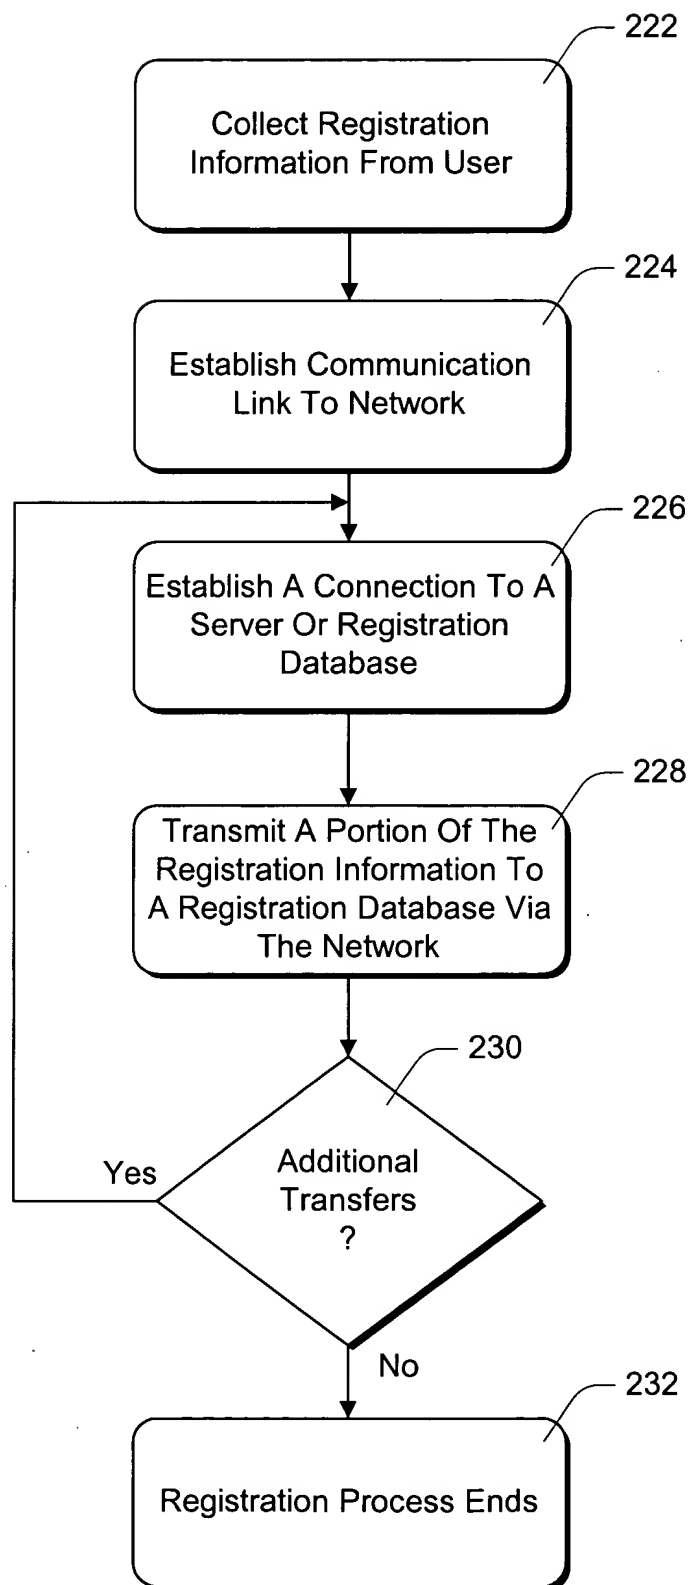 222
Collect Registration
Information From User
224
Establish Communication
Link To Network
226
Establish A Connection To A
Server Or Registration
Database
228
Transmit A Portion Of The
Registration Information To
A Registration Database Via
The Network
230
Additional
Transfers
?
Yes
No
232
Registration Process Ends